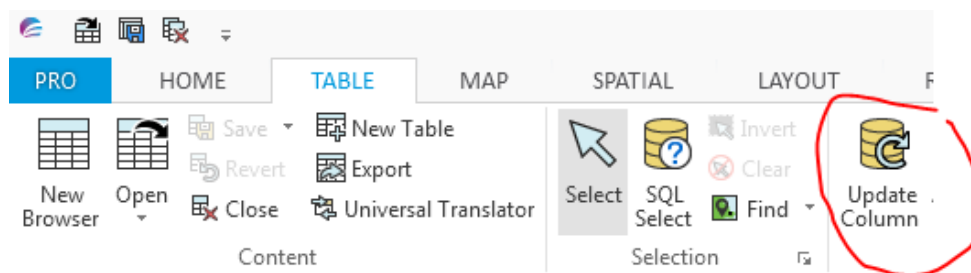 PRO HOME TABLE MAP SPATIAL LAYOUT
Save New Table Invert
Revert Export Clear
New Open Close Universal Translator Select SQL Find Update
Browser Select Column
Content Selection